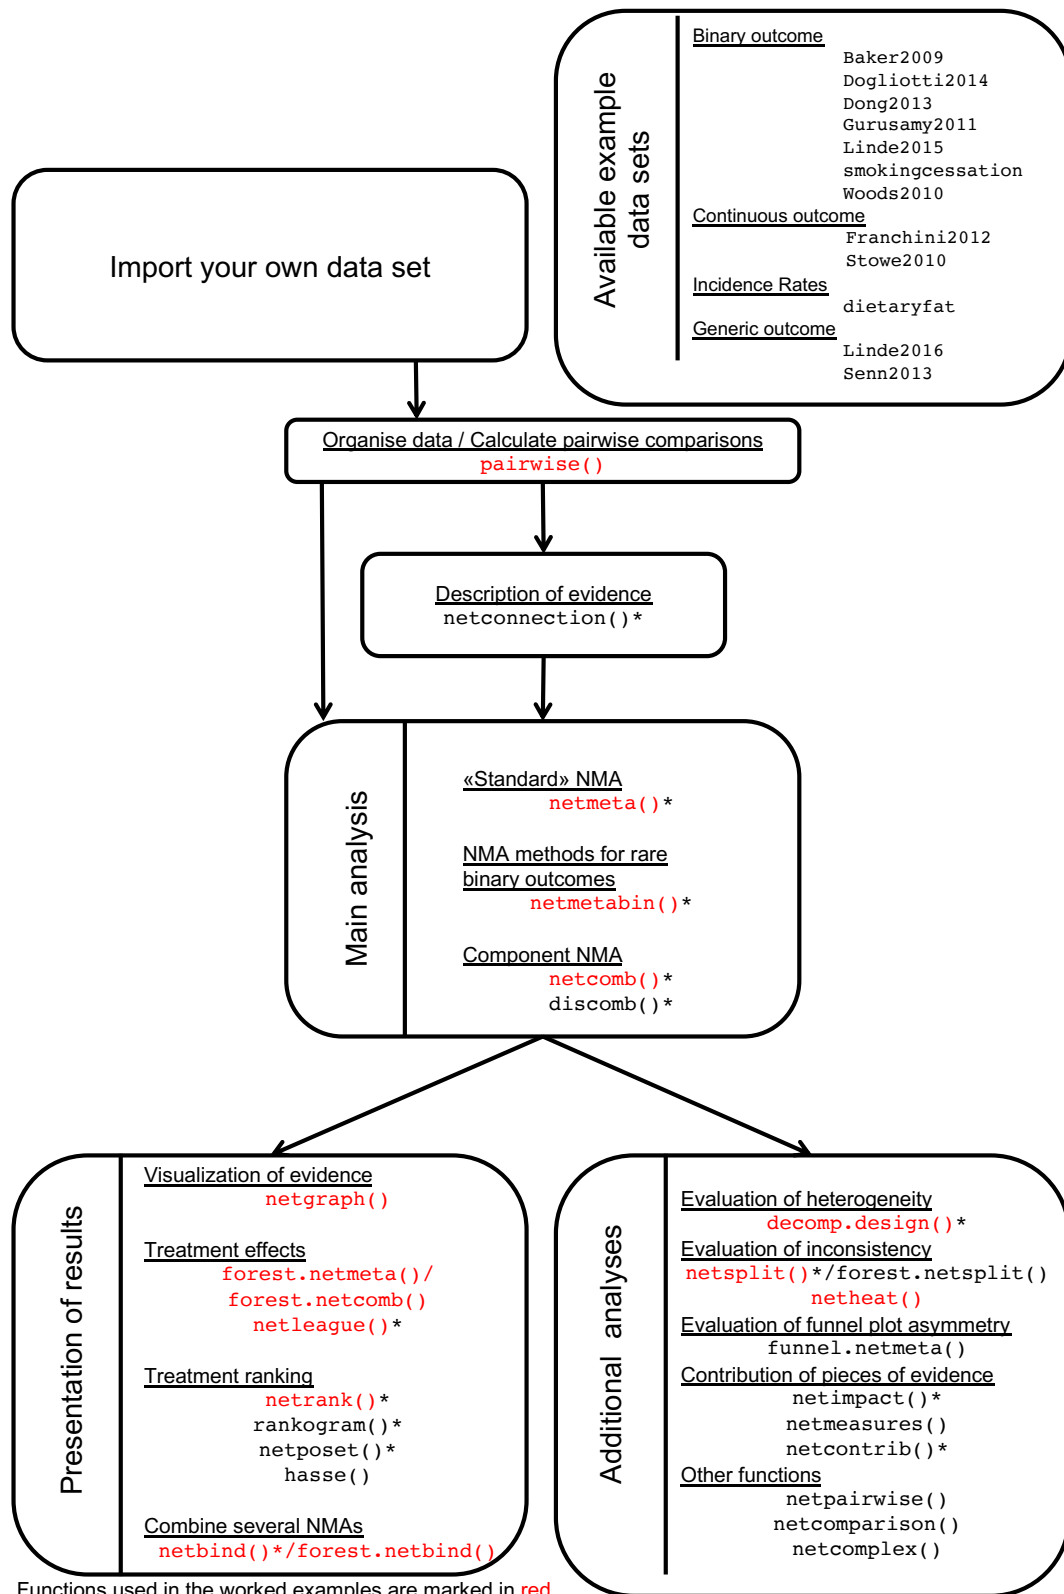 Available example
data sets
Binary outcome
Baker2009
Dogliotti2014
Dong2013
Gurusamy2011
Linde2015
smokingcessation
Woods2010
Continuous outcome
Franchini2012
Stowe2010
Incidence Rates
dietaryfat
Generic outcome
Linde2016
Senn2013
Import your own data set
Organise data / Calculate pairwise comparisons
pairwise()
Description of evidence
netconnection()*
Main analysis
«Standard» NMA
netmeta()*
NMA methods for rare
binary outcomes
netmetabin()*
Component NMA
netcomb()*
discomb()*
Presentation of results
Visualization of evidence
netgraph()
Treatment effects
forest.netmeta()/
forest.netcomb()
netleague()*
Treatment ranking
netrank()*
rankogram()*
netposet()*
hasse()
Combine several NMAs
netbind()*/forest.netbind()
Additional analyses
Evaluation of heterogeneity
decomp.design()*
Evaluation of inconsistency
netsplit()*/forest.netsplit()
netheat()
Evaluation of funnel plot asymmetry
funnel.netmeta()
Contribution of pieces of evidence
netimpact()*
netmeasures()
netcontrib()*
Other functions
netpairwise()
netcomparison()
netcomplex()
Functions used in the worked examples are marked in red